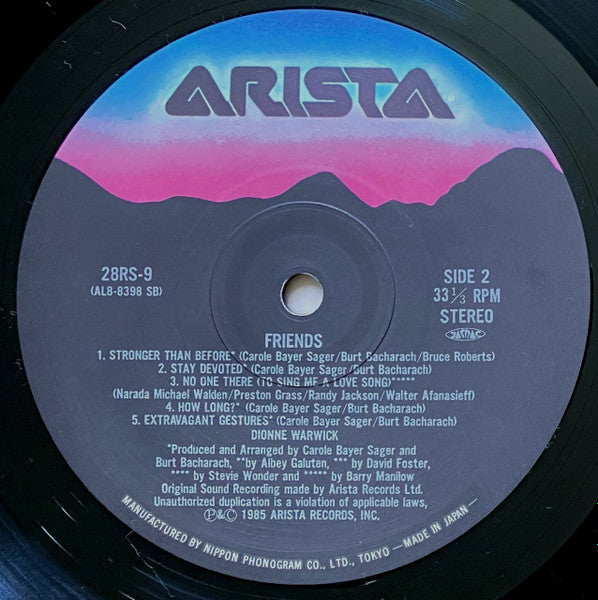 ARISTA
28RS-9
(AL8-8398 SB)
SIDE 2
33 1/3 RPM
STEREO
FRIENDS
1. STRONGER THAN BEFORE* (Carole Bayer Sager/Burt Bacharach/Bruce Roberts)
2. STAY DEVOTED* (Carole Bayer Sager/Burt Bacharach)
3. NO ONE THERE (TO SING ME A LOVE SONG)*****
(Narada Michael Walden/Preston Grass/Randy Jackson/Walter Afanasieff)
4. HOW LONG?* (Carole Bayer Sager/Burt Bacharach)
5. EXTRAVAGANT GESTURES* (Carole Bayer Sager/Burt Bacharach)
DIONNE WARWICK
*Produced and Arranged by Carole Bayer Sager and
Burt Bacharach, **by Albey Galuten, *** by David Foster,
**** by Stevie Wonder and ***** by Barry Manilow
Original Sound Recording made by Arista Records Ltd.
Unauthorized duplication is a violation of applicable laws,
Ⓟ&© 1985 ARISTA RECORDS, INC.
MANUFACTURED BY NIPPON PHONOGRAM CO., LTD., TOKYO —MADE IN JAPAN—